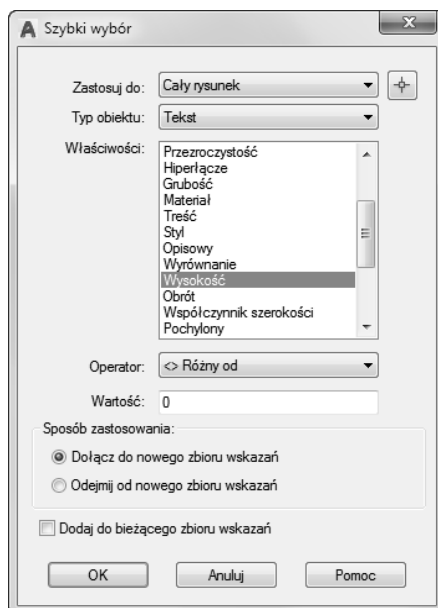 Szybki wybór
Zastosuj do: Cały rysunek
Typ obiektu: Tekst
Właściwości: Przezroczystość
Hiperłącze
Grubość
Materiał
Treść
Styl
Opisowy
Wyrównanie
Wysokość
Obrót
Współczynnik szerokości
Pochylony
Operator: <> Różny od
Wartość: 0
Sposób zastosowania:
Dołącz do nowego zbioru wskazań
Odejmij od nowego zbioru wskazań
Dodaj do bieżącego zbioru wskazań
OK Anuluj Pomoc